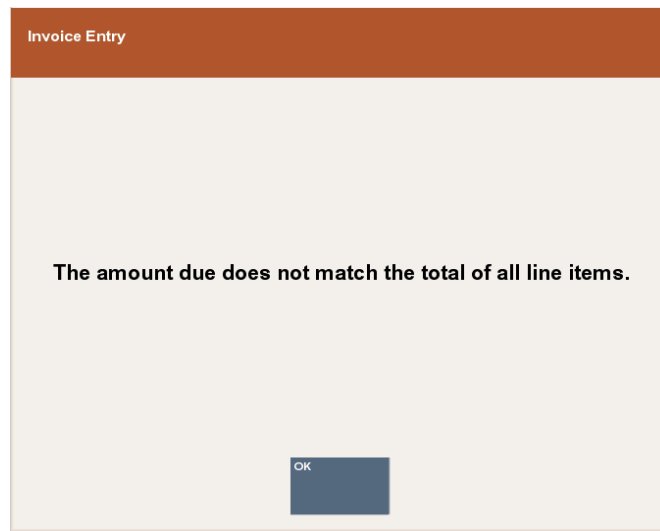 Invoice Entry
The amount due does not match the total of all line items.
OK